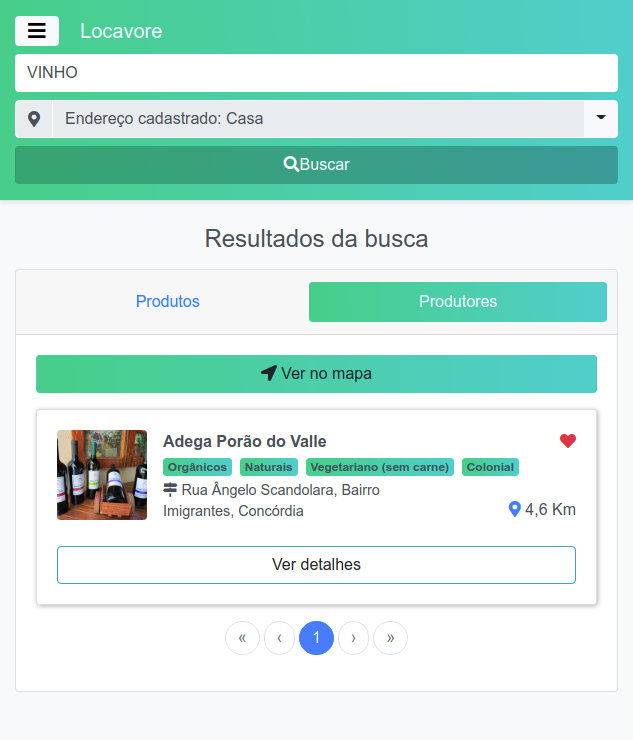 Locavore
VINHO
Endereço cadastrado: Casa
Buscar
Resultados da busca
Produtos
Produtores
Ver no mapa
Adega Porão do Valle
Orgânicos Naturais Vegetariano (sem carne) Colonial
Rua Ângelo Scandolara, Bairro
Imigrantes, Concórdia
4,6 Km
Ver detalhes
« ‹ 1 › »